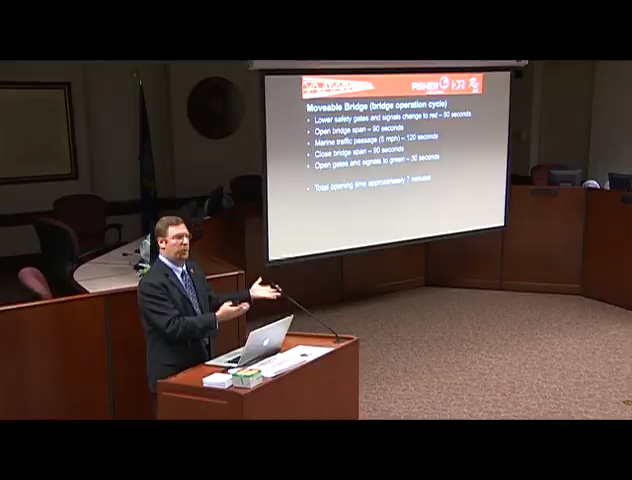 FISHER HDR
Moveable Bridge (bridge operation cycle)
• Lower safety gates and signals change to red – 90 seconds
• Open bridge span – 90 seconds
• Marine traffic passage (5 mph) – 120 seconds
• Close bridge span – 90 seconds
• Open gates and signals to green – 30 seconds
• Total opening time approximately 7 minutes